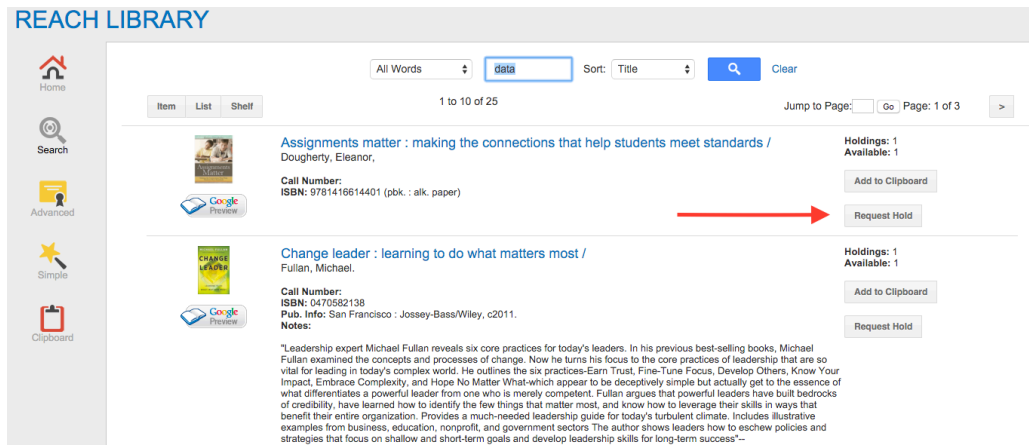 REACH LIBRARY
Home
Search
Advanced
Simple
Clipboard
All Words data Sort: Title Clear
Item List Shelf 1 to 10 of 25 Jump to Page: Go Page: 1 of 3 >
Assignments Matter
Google Preview
Assignments matter : making the connections that help students meet standards /
Dougherty, Eleanor,
Call Number:
ISBN: 9781416614401 (pbk. : alk. paper)
Holdings: 1
Available: 1
Add to Clipboard
Request Hold
CHANGE
LEADER
Google Preview
Change leader : learning to do what matters most /
Fullan, Michael.
Call Number:
ISBN: 0470582138
Pub. Info: San Francisco : Jossey-Bass/Wiley, c2011.
Notes:
"Leadership expert Michael Fullan reveals six core practices for today's leaders. In his previous best-selling books, Michael
Fullan examined the concepts and processes of change. Now he turns his focus to the core practices of leadership that are so
vital for leading in today's complex world. He outlines the six practices-Earn Trust, Fine-Tune Focus, Develop Others, Know Your
Impact, Embrace Complexity, and Hope No Matter What-which appear to be deceptively simple but actually get to the essence of
what differentiates a powerful leader from one who is merely competent. Fullan argues that powerful leaders have built bedrocks
of credibility, have learned how to identify the few things that matter most, and know how to leverage their skills in ways that
benefit their entire organization. Provides a much-needed leadership guide for today's turbulent climate. Includes illustrative
examples from business, education, nonprofit, and government sectors The author shows leaders how to eschew policies and
strategies that focus on shallow and short-term goals and develop leadership skills for long-term success"--
Holdings: 1
Available: 1
Add to Clipboard
Request Hold